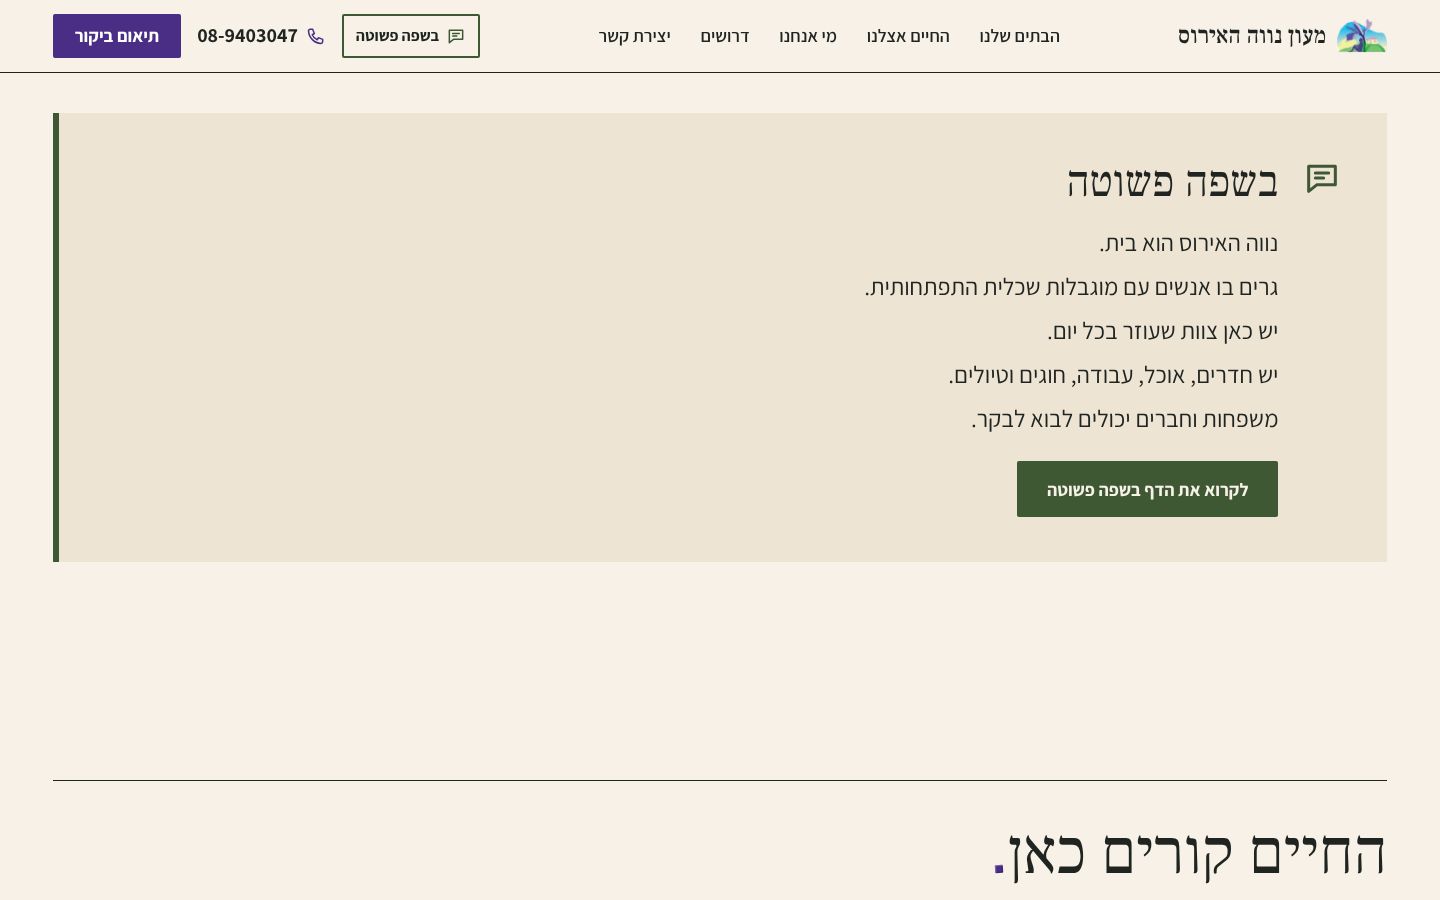 מעון נווה האירוס
הבתים שלנו
החיים אצלנו
מי אנחנו
דרושים
יצירת קשר
בשפה פשוטה
08-9403047
תיאום ביקור
בשפה פשוטה
נווה האירוס הוא בית.
גרים בו אנשים עם מוגבלות שכלית התפתחותית.
יש כאן צוות שעוזר בכל יום.
יש חדרים, אוכל, עבודה, חוגים וטיולים.
משפחות וחברים יכולים לבוא לבקר.
לקרוא את הדף בשפה פשוטה
החיים קורים כאן.